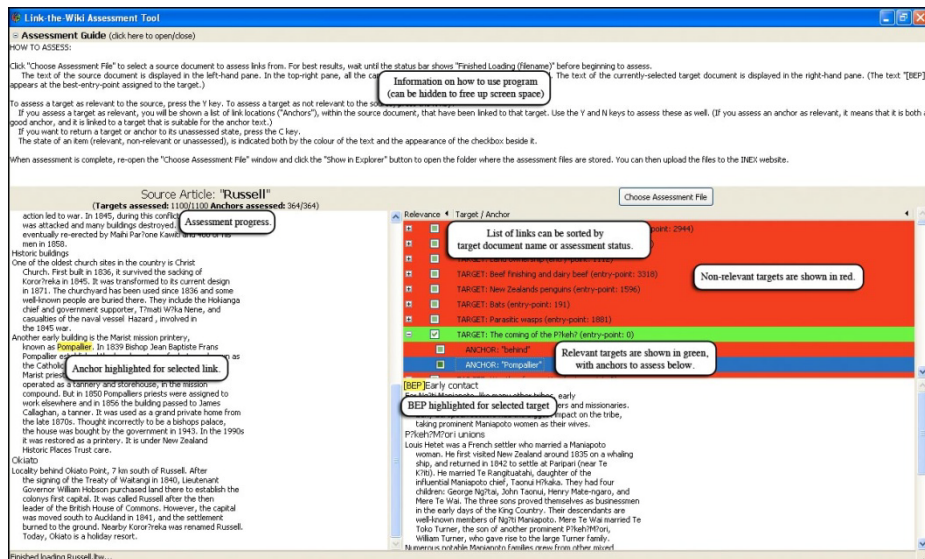 Link-the-Wiki Assessment Tool
Assessment Guide (click here to open/close)
HOW TO ASSESS:
Click "Choose Assessment File" to select a source document to assess links from. For best results, wait until the status bar shows "Finished Loading (filename)" before beginning to assess.
The text of the source document is displayed in the left-hand pane. In the top-right pane, all the ca
The text of the currently-selected target document is displayed in the right-hand pane. (The text "[BEP]
appears at the best-entry-point assigned to the target.)
Information on how to use program
(can be hidden to free up screen space)
To assess a target as relevant to the source, press the Y key. To assess a target as not relevant to the
If you assess a target as relevant, you will be shown a list of link locations ("Anchors"), within the source document, that have been linked to that target. Use the Y and N keys to assess these as well. (If you assess an anchor as relevant, it means that it is both a
good anchor, and it is linked to a target that is suitable for the anchor text.)
If you want to return a target or anchor to its unassessed state, press the C key.
The state of an item (relevant, non-relevant or unassessed), is indicated both by the colour of the text and the appearance of the checkbox beside it.
When assessment is complete, re-open the "Choose Assessment File" window and click the "Show in Explorer" button to open the folder where the assessment files are stored. You can then upload the files to the INEX website.
Source Article: "Russell"
(Targets assessed: 1100/1100 Anchors assessed: 364/364)
Assessment progress.
action led to war. In 1845, during this conflic
was attacked and many buildings destroyed.
eventually re-erected by Maihi Par?one Kawiti and 400 of his
men in 1858.
Historic buildings
One of the oldest church sites in the country is Christ
Church. First built in 1836, it survived the sacking of
Koror?reka in 1845. It was transformed to its current design
in 1871. The churchyard has been used since 1836 and some
well-known people are buried there. They include the Hokianga
chief and government supporter, T?mati W?ka Nene, and
casualties of the naval vessel Hazard , involved in
the 1845 war.
Another early building is the Marist mission printery,
known as Pompallier. In 1839 Bishop Jean Baptiste Frans
Pompallier es
as
the Catholic
Marist priest
Anchor highlighted for selected link.
operated as a tannery and storehouse, in the mission
compound. But in 1850 Pompalliers priests were assigned to
work elsewhere and in 1856 the building passed to James
Callaghan, a tanner. It was used as a grand private home from
the late 1870s. Thought incorrectly to be a bishops palace,
the house was bought by the government in 1943. In the 1990s
it was restored as a printery. It is under New Zealand
Historic Places Trust care.
Okiato
Locality behind Okiato Point, 7 km south of Russell. After
the signing of the Treaty of Waitangi in 1840, Lieutenant
Governor William Hobson purchased land there to establish the
colonys first capital. It was called Russell after the then
leader of the British House of Commons. However, the capital
was moved south to Auckland in 1841, and the settlement
burned to the ground. Nearby Koror?reka was renamed Russell.
Today, Okiato is a holiday resort.
Finished loading Russell.ltw...
Choose Assessment File
Relevance Target / Anchor
point: 2944)
List of links can be sorted by
target document name or assessment status.
TARGET: Beef finishing and dairy beef (entry-point: 3318)
Non-relevant targets are shown in red.
TARGET: New Zealands penguins (entry-point: 1596)
TARGET: Bats (entry-point: 191)
TARGET: Parasitic wasps (entry-point: 1881)
TARGET: The coming of the P?keh? (entry-point: 0)
ANCHOR: "behind"
ANCHOR: "Pompallier"
Relevant targets are shown in green,
with anchors to assess below.
[BEP]Early contact
ers and missionaries.
impact on the tribe,
BEP highlighted for selected target
taking prominent Maniapoto women as their wives.
P?keh?M?ori unions
Louis Hetet was a French settler who married a Maniapoto
woman. He first visited New Zealand around 1835 on a whaling
ship, and returned in 1842 to settle at Paripari (near Te
K?iti). He married Te Rangituatahi, daughter of the
influential Maniapoto chief, Taonui H?kaka. They had four
children: George Ng?tai, John Taonui, Henry Mate-ngaro, and
Mere Te Wai. The three sons proved themselves as businessmen
in the early days of the King Country. Their descendants are
well-known members of Ng?ti Maniapoto. Mere Te Wai married Te
Toko Turner, the son of another prominent P?keh?M?ori,
William Turner, who gave rise to the large Turner family.
Numerous notable Maniapoto families grew from other mixed